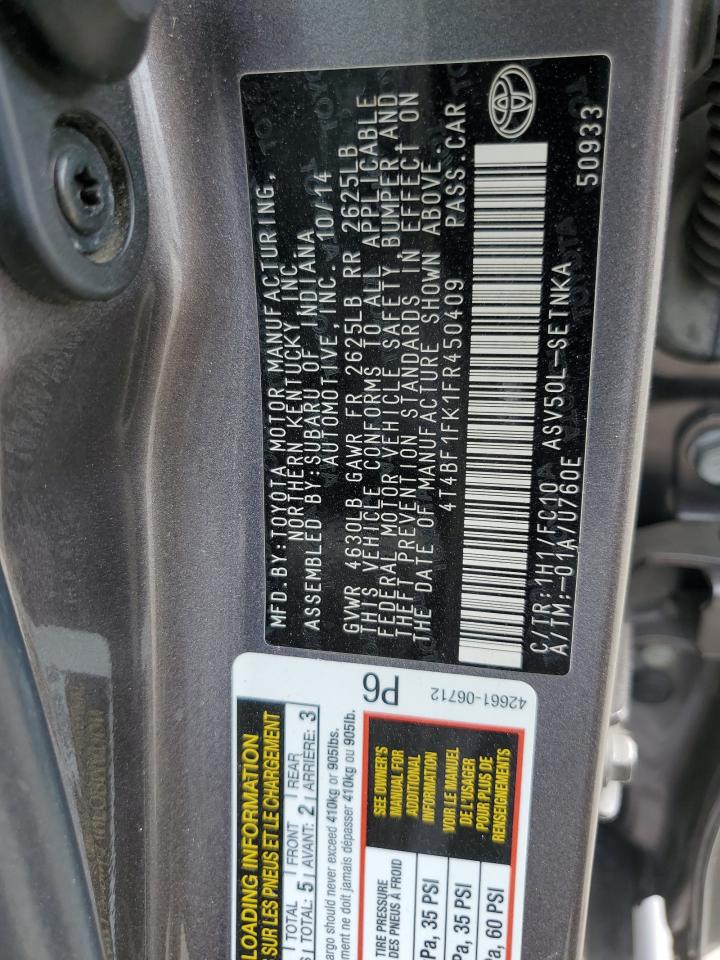 MFD.BY:TOYOTA MOTOR MANUFACTURING,
NORTHERN KENTUCKY INC
ASSEMBLED BY:SUBARU OF INDIANA
AUTOMOTIVE INC. 10/14
GVWR 4630LB GAWR FR 2625LB RR 2625LB
THIS VEHICLE CONFORMS TO ALL APPLICABLE
FEDERAL MOTOR VEHICLE SAFETY, BUMPER AND
THEFT PREVENTION STANDARDS IN EFFECT ON
THE DATE OF MANUFACTURE SHOWN ABOVE.
4T4BF1FK1FR450409 PASS.CAR
C/TR:1H1/FC10 ASV50L-SETNKA
A/TM:-01A/U760E 50933
LOADING INFORMATION
SUR LES PNEUS ET LE CHARGEMENT
P6
42661-06712
TOTAL FRONT REAR
TOTAL: 5 AVANT: 2 ARRIÈRE: 3
cargo should never exceed 410kg or 905lbs.
ne doit jamais dépasser 410kg ou 905lb.
TIRE PRESSURE
DES PNEUS À FROID
Pa, 35 PSI
Pa, 35 PSI
Pa, 60 PSI
SEE OWNER'S
MANUAL FOR
ADDITIONAL
INFORMATION
VOIR LE MANUEL
DE L'USAGER
POUR PLUS DE
RENSEIGNEMENTS